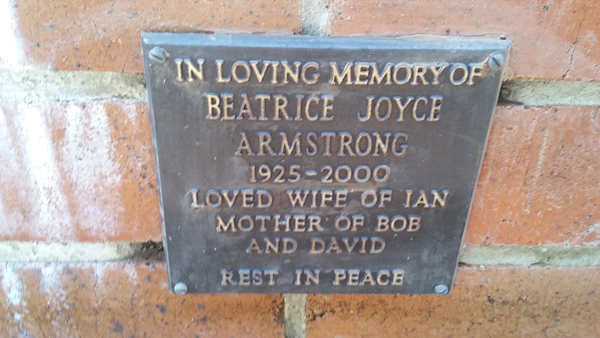 IN LOVING MEMORY OF
BEATRICE JOYCE
ARMSTRONG
1925-2000
LOVED WIFE OF IAN
MOTHER OF BOB
AND DAVID
REST IN PEACE